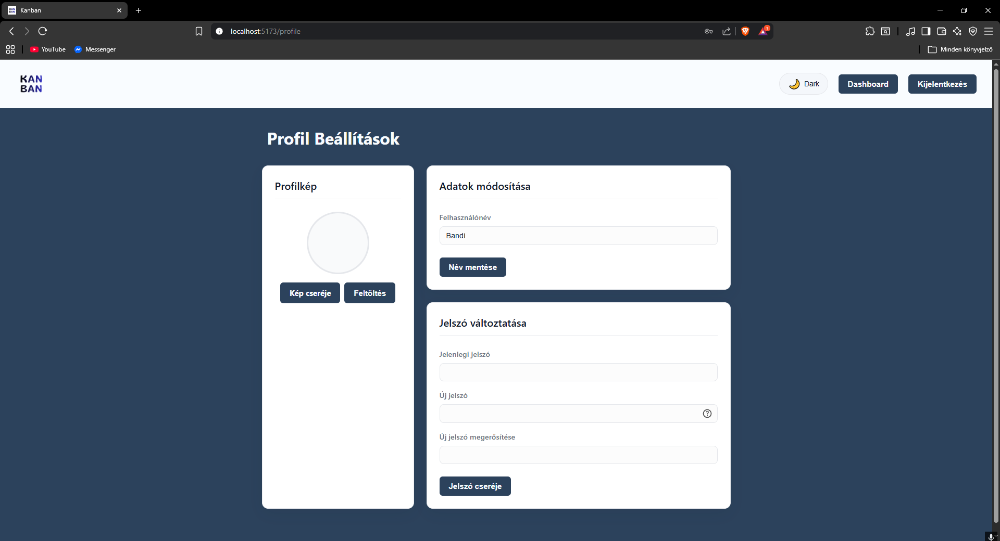 Kanban
localhost:5173/profile
1
YouTube
Messenger
Minden könyvjelző
KAN
BAN
Dark
Dashboard
Kijelentkezés
Profil Beállítások
Profilkép
Kép cseréje
Feltöltés
Adatok módosítása
Felhasználónév
Bandi
Név mentése
Jelszó változtatása
Jelenlegi jelszó
Új jelszó
Új jelszó megerősítése
Jelszó cseréje